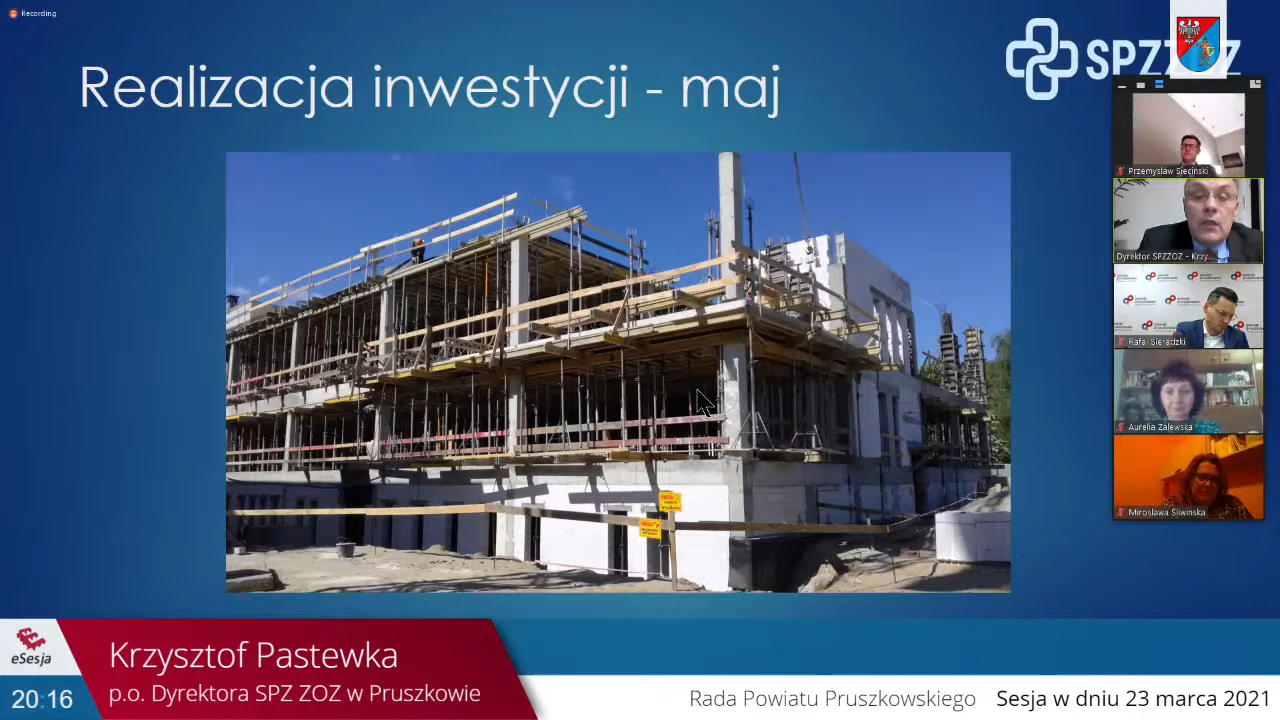 Recording
Realizacja inwestycji - maj
SPZZOZ
Przemysław Sieciński
Dyrektor SPZZOZ - Krzy...
Rafał Sieradzki
Aurelia Zalewska
Mirosława Śliwińska
eSesja
20:16
Krzysztof Pastewka
p.o. Dyrektora SPZ ZOZ w Pruszkowie
Rada Powiatu Pruszkowskiego
Sesja w dniu 23 marca 2021